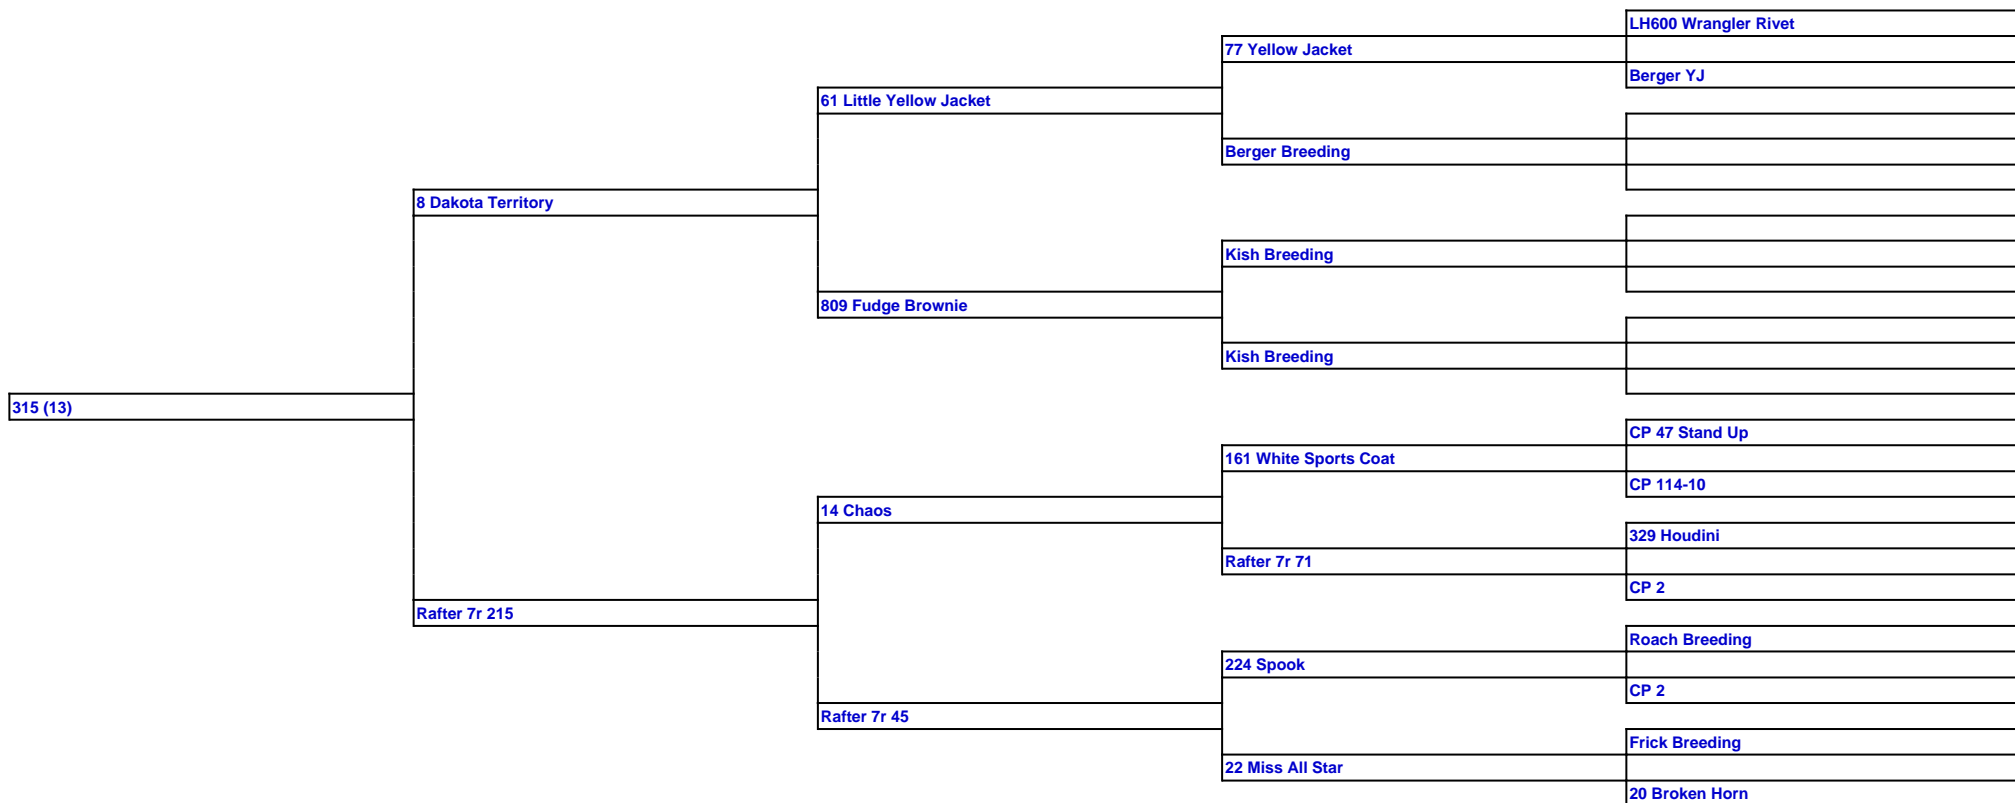 LH600 Wrangler Rivet
77 Yellow Jacket
Berger YJ
61 Little Yellow Jacket
Berger Breeding
8 Dakota Territory
Kish Breeding
809 Fudge Brownie
Kish Breeding
315 (13)
CP 47 Stand Up
161 White Sports Coat
CP 114-10
14 Chaos
329 Houdini
Rafter 7r 71
CP 2
Rafter 7r 215
Roach Breeding
224 Spook
CP 2
Rafter 7r 45
Frick Breeding
22 Miss All Star
20 Broken Horn